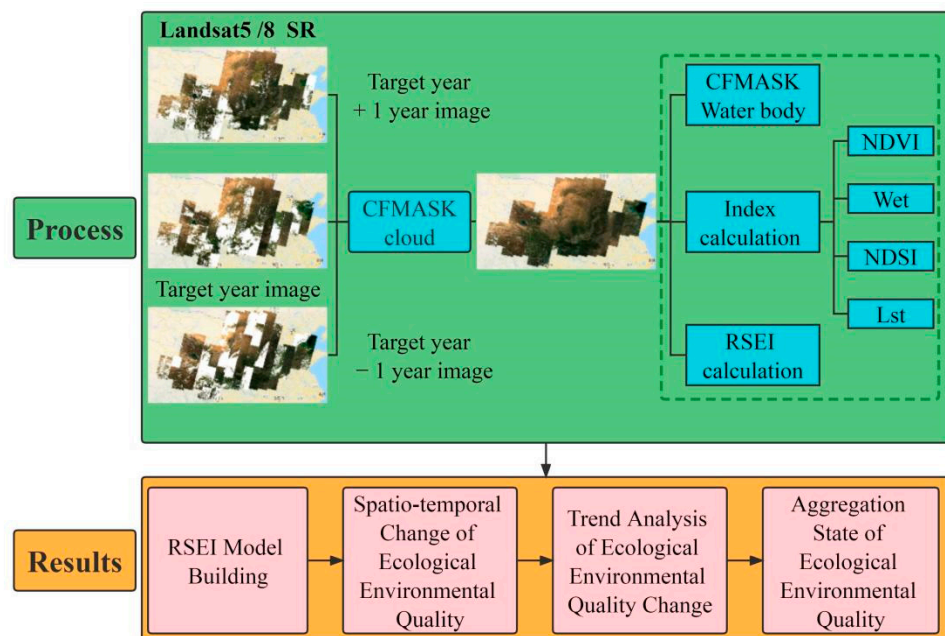 Landsat5 /8 SR
Target year
+ 1 year image
Target year image
Target year
− 1 year image
Process
CFMASK
cloud
CFMASK
Water body
Index
calculation
RSEI
calculation
NDVI
Wet
NDSI
Lst
Results
RSEI Model
Building
Spatio-temporal
Change of
Ecological
Environmental
Quality
Trend Analysis
of Ecological
Environmental
Quality Change
Aggregation
State of
Ecological
Environmental
Quality